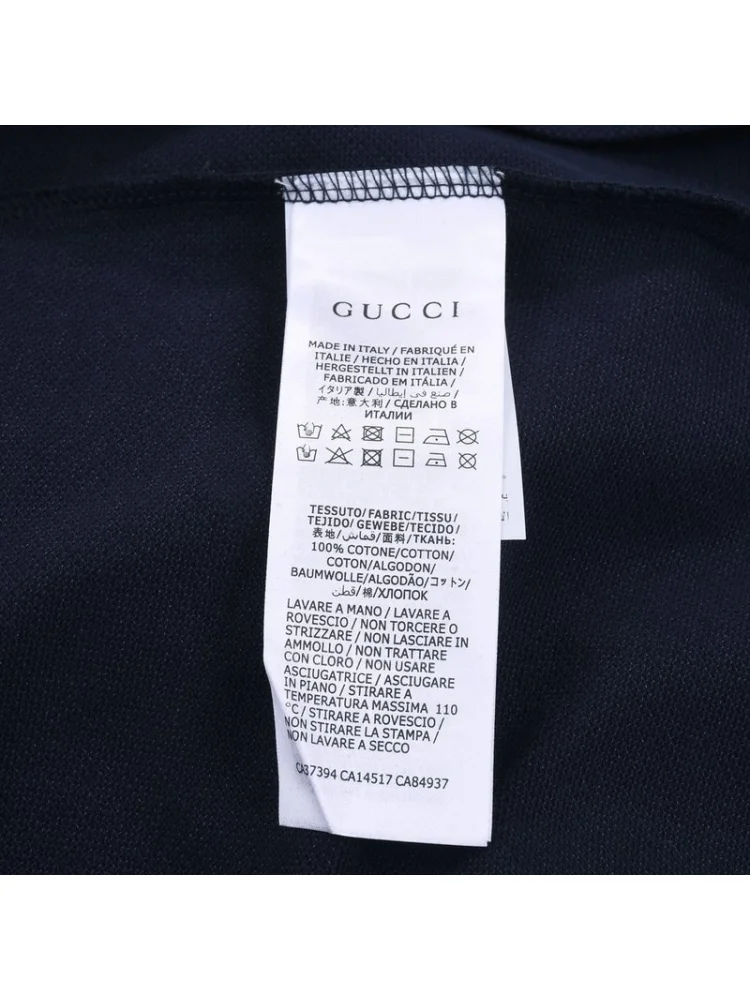 GUCCI
MADE IN ITALY / FABRIQUÉ EN
ITALIE / HECHO EN ITALIA /
HERGESTELLT IN ITALIEN /
FABRICADO EM ITÁLIA /
イタリア製 / صنع في إيطاليا /
产地:意大利 / СДЕЛАНО В
ИТАЛИИ
TESSUTO/FABRIC/TISSU/
TEJIDO/ GEWEBE/TECIDO/
表地/قماش/面料/ТКАНЬ:
100% COTONE/COTTON/
COTON/ALGODON/
BAUMWOLLE/ALGODÃO/コットン/
قطن/棉/ХЛОПОК
LAVARE A MANO / LAVARE A
ROVESCIO / NON TORCERE O
STRIZZARE / NON LASCIARE IN
AMMOLLO / NON TRATTARE
CON CLORO / NON USARE
ASCIUGATRICE / ASCIUGARE
IN PIANO / STIRARE A
TEMPERATURA MASSIMA 110
°C / STIRARE A ROVESCIO /
NON STIRARE LA STAMPA /
NON LAVARE A SECCO
CA37394 CA14517 CA84937